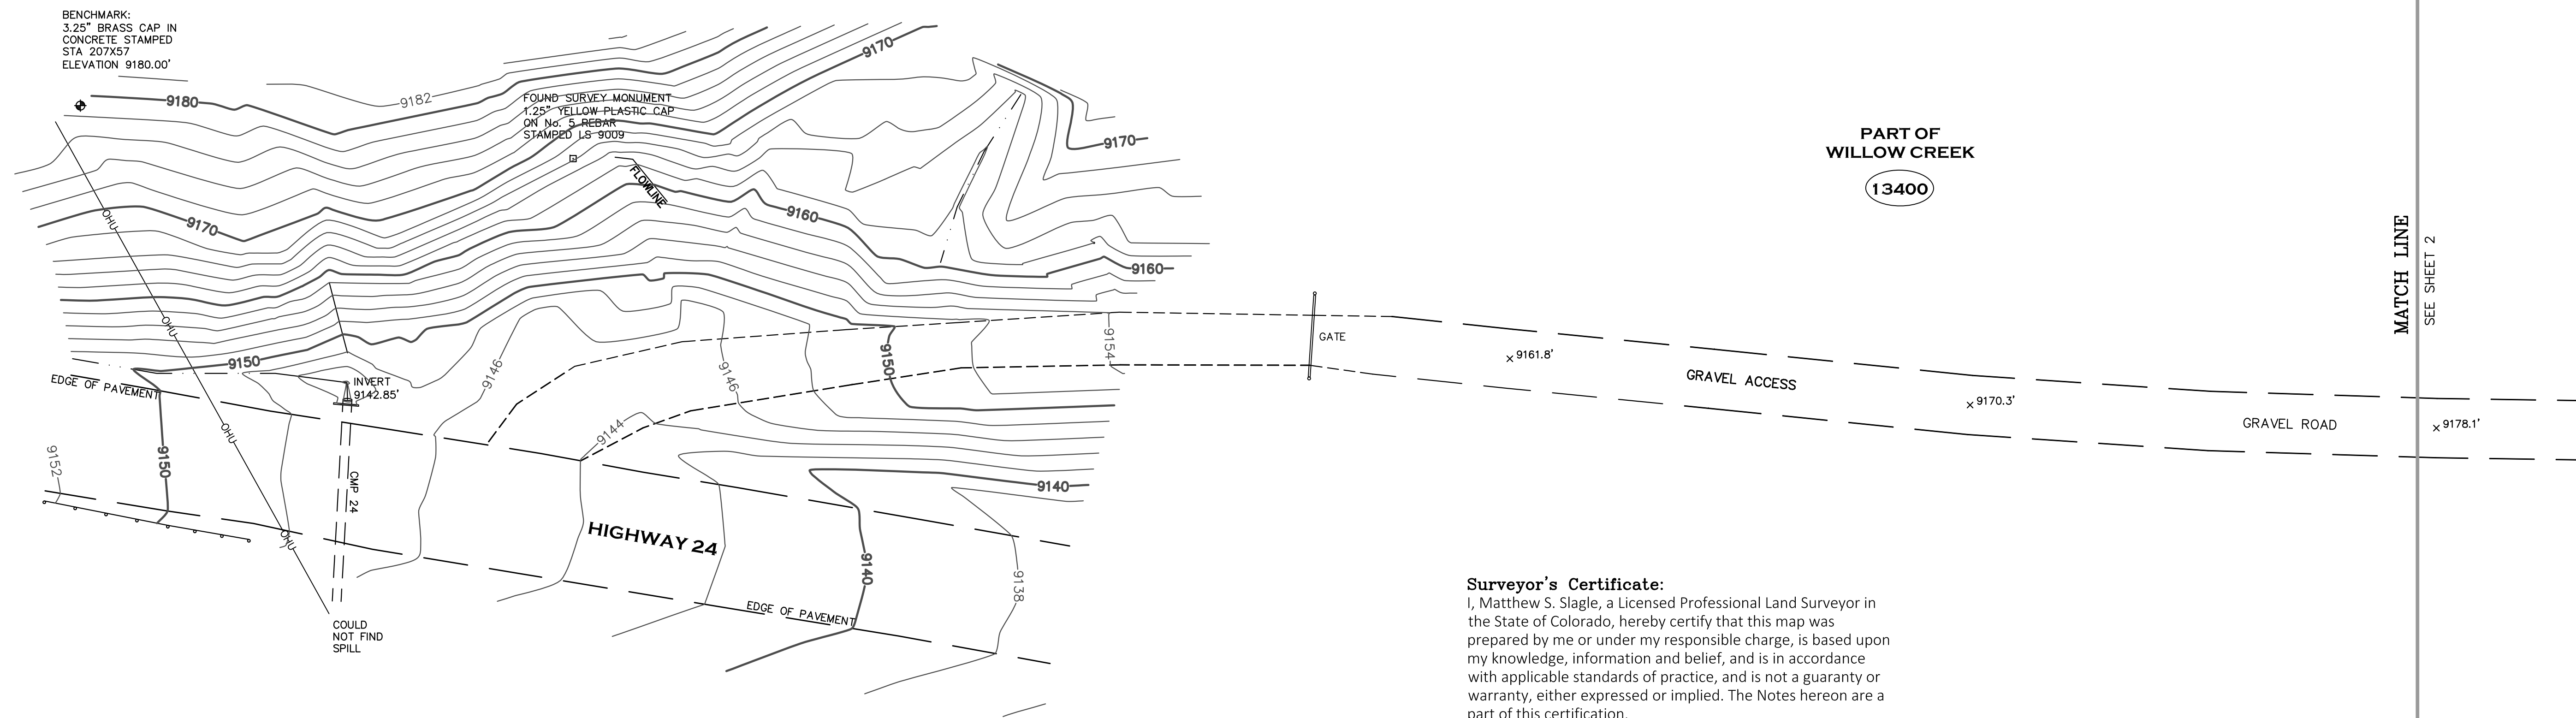 BENCHMARK:
3.25" BRASS CAP IN
CONCRETE STAMPED
STA 207X57
ELEVATION 9180.00'
9180
9182
9170
FOUND SURVEY MONUMENT
1.25" YELLOW PLASTIC CAP
ON No. 5 REBAR
STAMPED LS 9009
FLOWLINE
9170
9170
9160
9160
OHU
OHU
OHU
OHU
9150
EDGE OF PAVEMENT
INVERT
9142.85'
9146
9146
9150
9154
9144
9152
9150
CMP 24
9140
HIGHWAY 24
9140
9138
EDGE OF PAVEMENT
COULD
NOT FIND
SPILL
GATE
9161.8'
GRAVEL ACCESS
9170.3'
GRAVEL ROAD
9178.1'
PART OF
WILLOW CREEK
13400
MATCH LINE
SEE SHEET 2
Surveyor's Certificate:
I, Matthew S. Slagle, a Licensed Professional Land Surveyor in
the State of Colorado, hereby certify that this map was
prepared by me or under my responsible charge, is based upon
my knowledge, information and belief, and is in accordance
with applicable standards of practice, and is not a guaranty or
warranty, either expressed or implied. The Notes hereon are a
part of this certification.